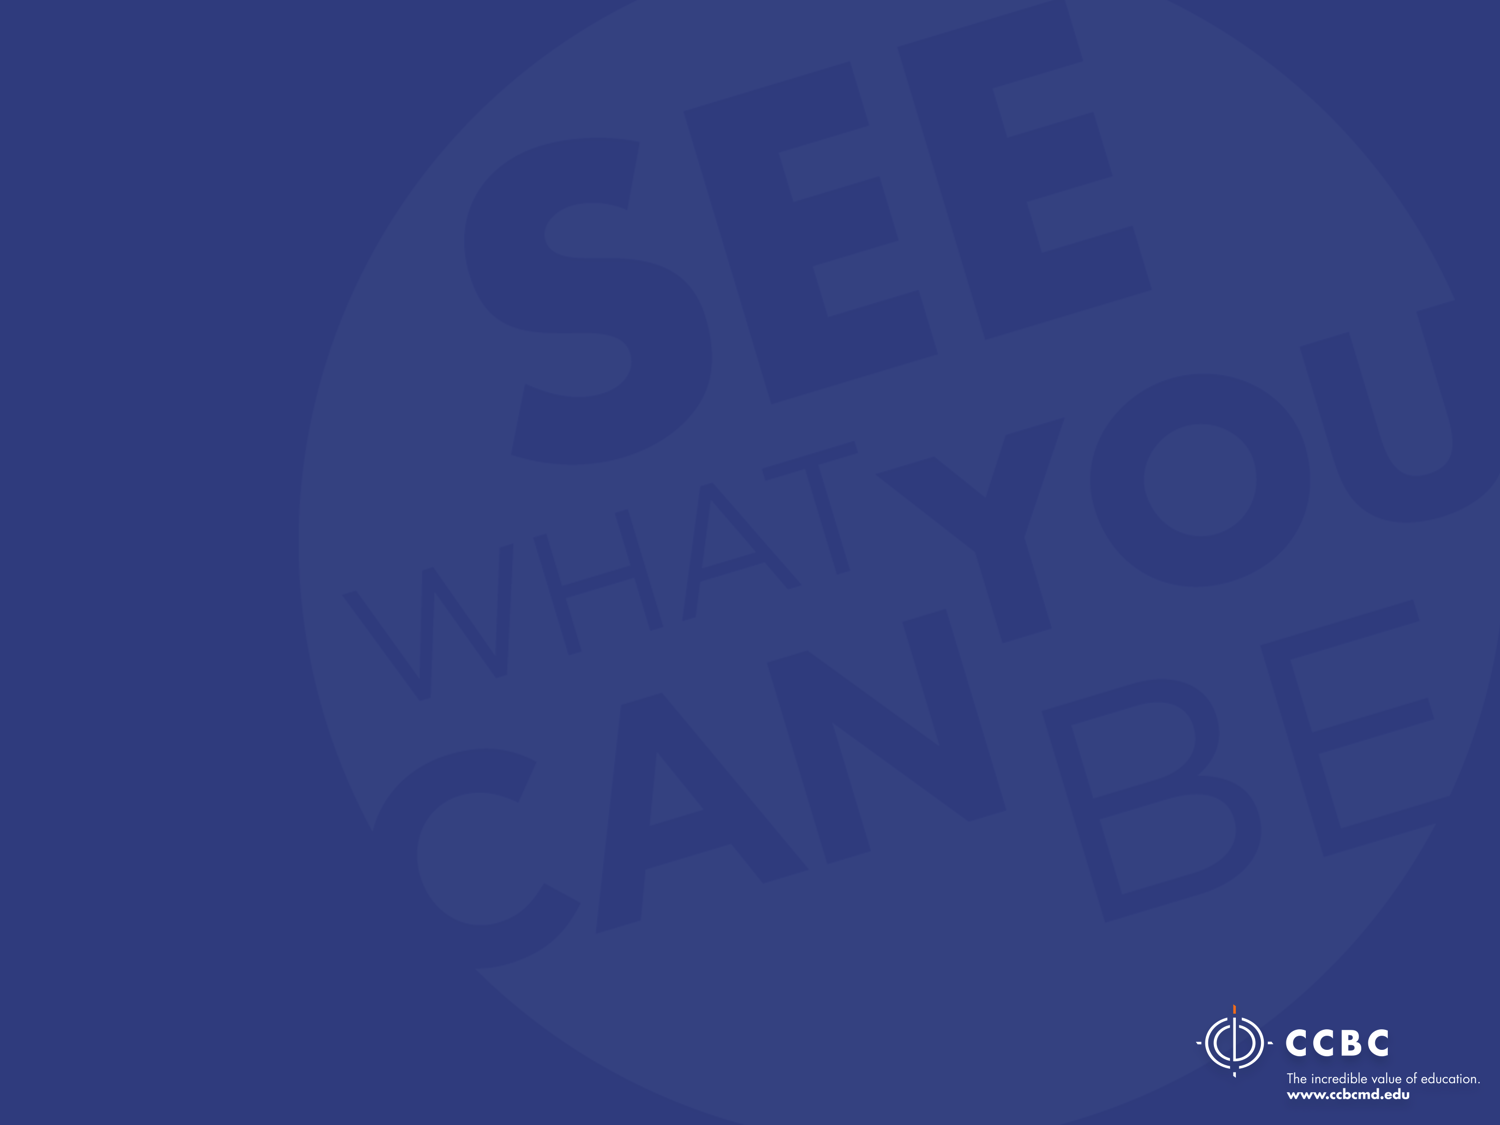 SEE
WHAT YOU
CAN BE
CCBC
The incredible value of education.
www.ccbcmd.edu